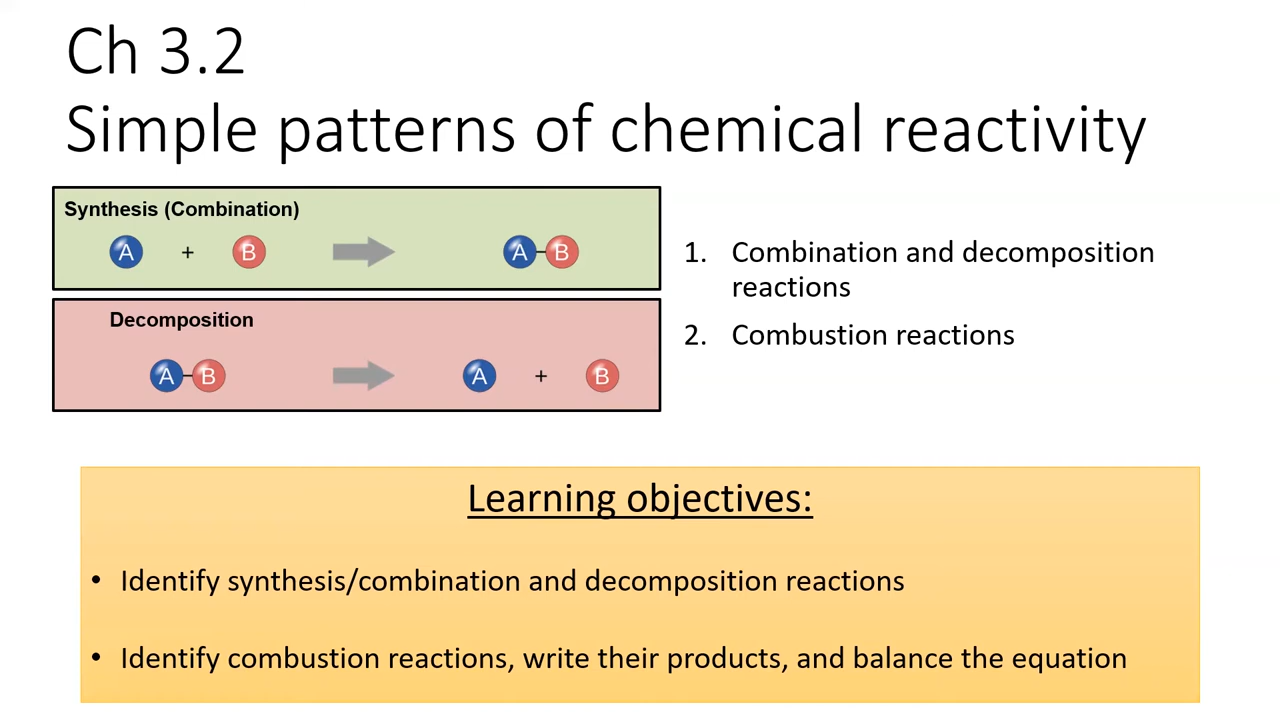 Ch 3.2
Simple patterns of chemical reactivity
Synthesis (Combination)
A + B A B
Decomposition
A B A + B
1. Combination and decomposition
reactions
2. Combustion reactions
Learning objectives:
• Identify synthesis/combination and decomposition reactions
• Identify combustion reactions, write their products, and balance the equation